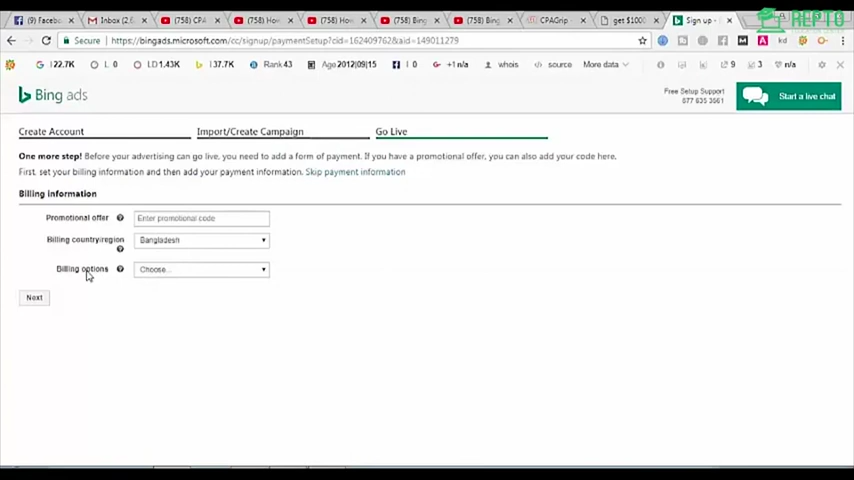 Faceb
Inbox (2,6
(758) CPA
(758) How
(758) How
(758) Bing
(758) Bing
CPAGrip
get $1000
Sign up -
REPTO
Secure
https://bingads.microsoft.com/cc/signup/paymentSetup?cid=162409762&aid=149011279
I 22.7K
L 0
LD 1.43K
I 37.7K
Rank 43
Age 2012|09|15
I 0
+1 n/a
whois
source
More data
9
3
n/a
Bing ads
Free Setup Support
877 635 3561
Start a live chat
Create Account
Import/Create Campaign
Go Live
One more step! Before your advertising can go live, you need to add a form of payment. If you have a promotional offer, you can also add your code here.
First, set your billing information and then add your payment information. Skip payment information
Billing information
Promotional offer
Enter promotional code
Billing country/region
Bangladesh
Billing options
Choose...
Next